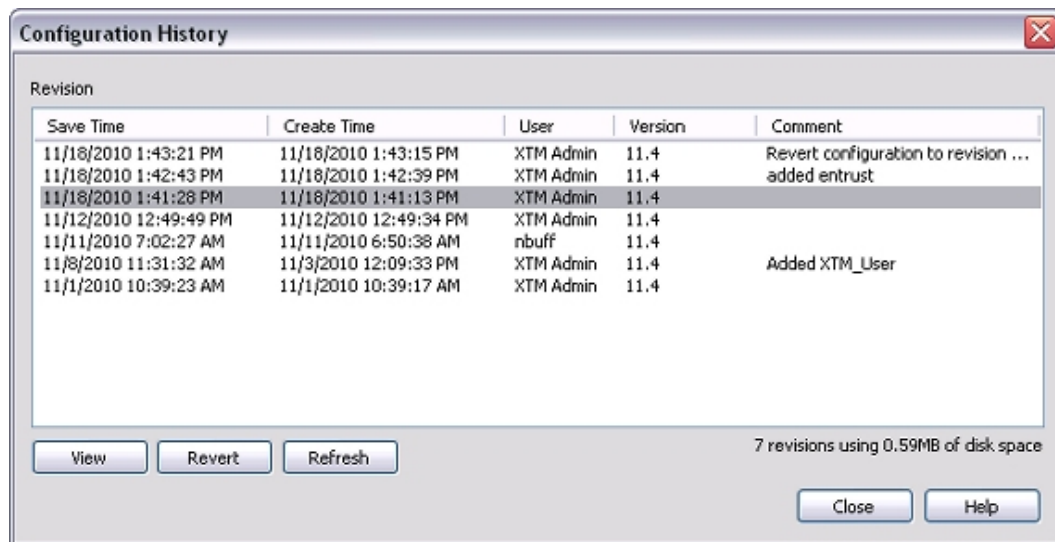 Configuration History
Revision
Save Time Create Time User Version Comment
11/18/2010 1:43:21 PM 11/18/2010 1:43:15 PM XTM Admin 11.4 Revert configuration to revision ...
11/18/2010 1:42:43 PM 11/18/2010 1:42:39 PM XTM Admin 11.4 added entrust
11/18/2010 1:41:28 PM 11/18/2010 1:41:13 PM XTM Admin 11.4
11/12/2010 12:49:49 PM 11/12/2010 12:49:34 PM XTM Admin 11.4
11/11/2010 7:02:27 AM 11/11/2010 6:50:38 AM nbuff 11.4
11/8/2010 11:31:32 AM 11/3/2010 12:09:33 PM XTM Admin 11.4 Added XTM_User
11/1/2010 10:39:23 AM 11/1/2010 10:39:17 AM XTM Admin 11.4
View Revert Refresh 7 revisions using 0.59MB of disk space
Close Help